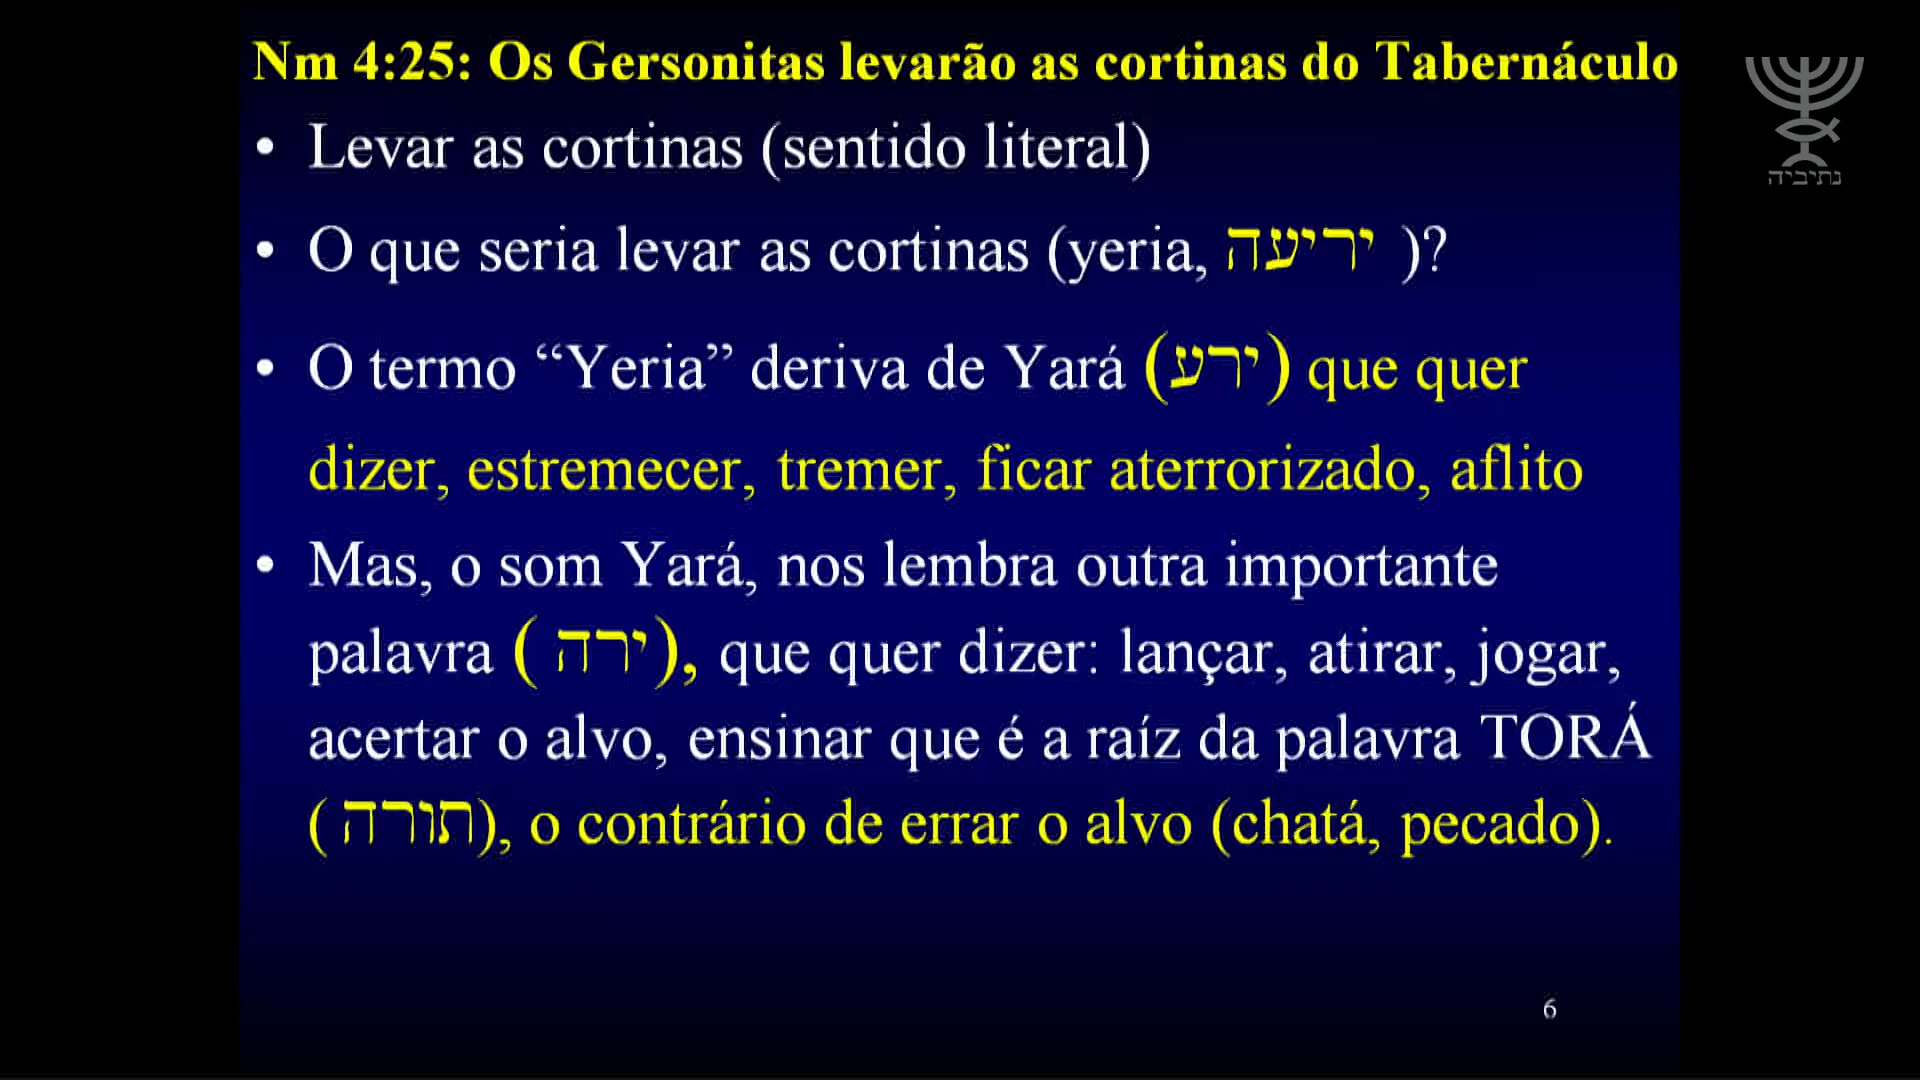 Nm 4:25: Os Gersonitas levarão as cortinas do Tabernáculo
• Levar as cortinas (sentido literal)
נתיביה
• O que seria levar as cortinas (yeria, יריעה )?
• O termo “Yeria” deriva de Yará (ירע) que quer
dizer, estremecer, tremer, ficar aterrorizado, aflito
• Mas, o som Yará, nos lembra outra importante
palavra ( ירה), que quer dizer: lançar, atirar, jogar,
acertar o alvo, ensinar que é a raíz da palavra TORÁ
( תורה), o contrário de errar o alvo (chatá, pecado).
6